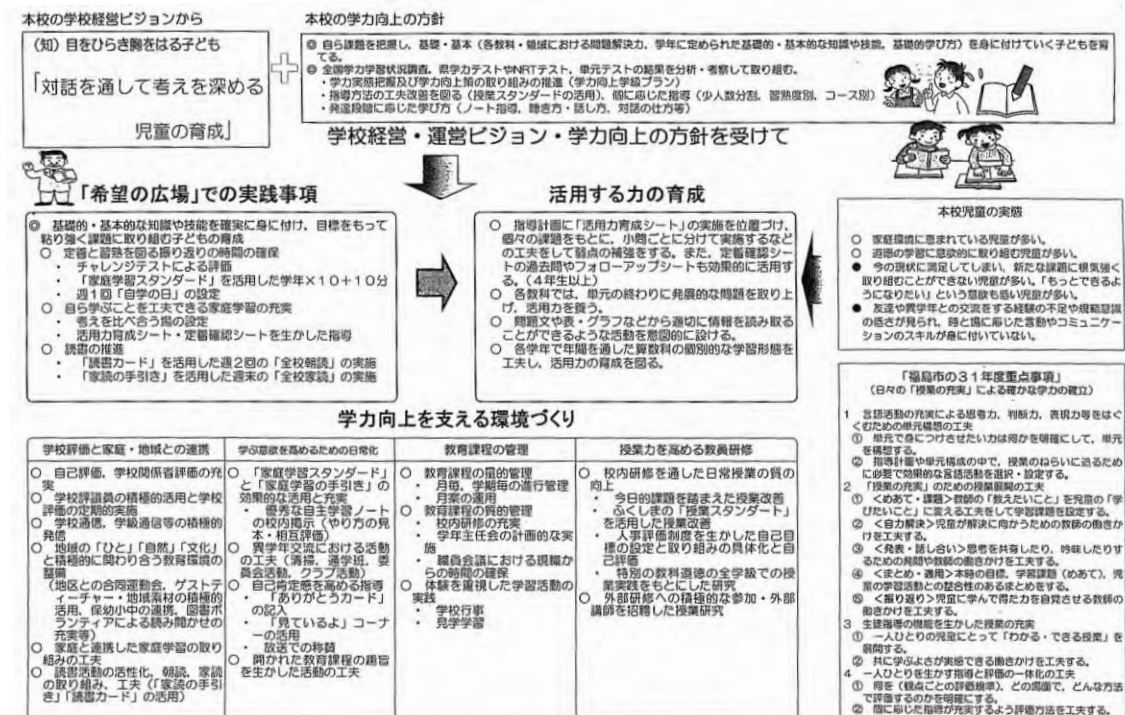 本校の学校経営ビジョンから
(知)目をひらき胸をはる子ども
「対話を通して考えを深める
児童の育成」
本校の学力向上の方針
◎ 自ら課題を把握し、基礎・基本(各教科・領域における問題解決力、学年に定められた基礎的・基本的な知識や技能、基礎的学び方)を身に付けていく子どもを育
てる。
◎ 全国学力学習状況調査、県学力テストやNRTテスト、単元テストの結果を分析・考察して取り組む。
・学力実態把握及び学力向上策の取り組みの推進(学力向上学級プラン)
・指導方法の工夫改善を図る(授業スタンダードの活用)、個に応じた指導(少人数分割、習熟度別、コース別)
・発達段階に応じた学び方(ノート指導、聴き方・話し方、対話の仕方等)
学校経営・運営ビジョン・学力向上の方針を受けて
「希望の広場」での実践事項
◎ 基礎的・基本的な知識や技能を確実に身に付け、目標をもって
粘り強く課題に取り組む子どもの育成
○ 定着と習熟を図る振り返りの時間の確保
・ チャレンジテストによる評価
・ 「家庭学習スタンダード」を活用した学年×10+10分
・ 週1回「自学の日」の設定
○ 自ら学ぶことを工夫できる家庭学習の充実
・ 考えを比べ合う場の設定
・ 活用力育成シート・定着確認シートを生かした指導
○ 読書の推進
・ 「読書カード」を活用した週2回の「全校朝読」の実施
・ 「家読の手引き」を活用した週末の「全校家読」の実施
活用する力の育成
○ 指導計画に「活用力育成シート」の実施を位置づけ、
個々の課題をもとに、小問ごとに分けて実施するなど
の工夫をして弱点の補強をする。また、定着確認シー
トの過去問やフォローアップシートも効果的に活用す
る。(4年生以上)
○ 各教科では、単元の終わりに発展的な問題を取り上
げ、活用力を養う。
○ 問題文や表・グラフなどから適切に情報を読み取る
ことができるような活動を意図的に設ける。
○ 各学年で年間を通した算数科の個別的な学習形態を
工夫し、活用力の育成を図る。
本校児童の実態
○ 家庭環境に恵まれている児童が多い。
○ 道徳の学習に意欲的に取り組む児童が多い。
● 今の現状に満足してしまい、新たな課題に根気強く
取り組むことができない児童が多い。「もっとできるよ
うになりたい」という意欲も低い児童が多い。
● 友達や異学年との交流をする経験の不足や規範意識
の低さが見られ、時と場に応じた言動やコミュニケー
ションのスキルが身に付いていない。
学力向上を支える環境づくり
学校評価と家庭・地域との連携
○ 自己評価、学校関係者評価の充
実
○ 学校評議員の積極的活用と学校
評価の定期的実施
○ 学校通信、学級通信等の積極的
発信
○ 地域の「ひと」「自然」「文化」
と積極的に関わり合う教育環境の
整備
(地区との合同運動会、ゲストテ
ィーチャー・地域素材の積極的
活用、保幼小中の連携、図書ボ
ランティアによる読み聞かせの
充実等)
○ 家庭と連携した家庭学習の取り
組みの工夫
○ 読書活動の活性化、朝読、家読
の取り組み、工夫(「家読の手引
き」「読書カード」の活用)
学ぶ意欲を高めるための日常化
○ 「家庭学習スタンダード」
と「家庭学習の手引き」の
効果的な活用と充実
・ 優秀な自主学習ノート
の校内掲示(やり方の見
本・相互評価)
○ 異学年交流における活動
の工夫(清掃、通学班、委
員会活動、クラブ活動)
○ 自己肯定感を高める指導
・ 「ありがとうカード」
の記入
・ 「見ているよ」コーナ
ーの活用
・ 放送での称賛
○ 開かれた教育課程の趣旨
を生かした活動の工夫
教育課程の管理
○ 教育課程の量的管理
・ 月毎、学期毎の進行管理
・ 月案の運用
○ 教育課程の質的管理
・ 校内研修の充実
・ 学年主任会の計画的な実
施
・ 職員会議における現職か
らの時間の確保
○ 体験を重視した学習活動の
実践
・ 学校行事
・ 見学学習
授業力を高める教員研修
○ 校内研修を通した日常授業の質の
向上
・ 今日的課題を踏まえた授業改善
・ ふくしまの「授業スタンダード」
を活用した授業改善
・ 人事評価制度を生かした自己目
標の設定と取り組みの具体化と自
己評価
・ 特別の教科道徳の全学級での授
業実践をもとにした研究
○ 外部研修への積極的な参加・外部
講師を招聘した授業研究
「福島市の31年度重点事項」
(日々の「授業の充実」による確かな学力の確立)
1 言語活動の充実による思考力、判断力、表現力等をはぐ
くむための単元構想の工夫
① 単元で身につけさせたい力は何かを明確にして、単元
を構想する。
② 指導計画や単元構成の中で、授業のねらいに迫るため
に必要で効果的な言語活動を選択・設定する。
2 「授業の充実」のための授業展開の工夫
① <めあて・課題>教師の「教えたいこと」を児童の「学
びたいこと」に変える工夫をして学習課題を設定する。
② <自力解決>児童が解決に向かうための教師の働きか
けを工夫する。
③ <発表・話し合い>思考を共有したり、吟味したりす
るための発問や教師の働きかけを工夫する。
④ <まとめ・適用>本時の目標、学習課題(めあて)、児
童の学習活動との整合性のあるまとめをする。
⑤ <振り返り>児童に学んで得た力を自覚させる教師の
働きかけを工夫する。
3 生徒指導の機能を生かした授業の充実
① 一人ひとりの児童にとって「わかる・できる授業」を
展開する。
② 共に学ぶよさが実感できる働きかけを工夫する。
4 一人ひとりを生かす指導と評価の一体化の工夫
① 何を(観点ごとの評価規準)、どの場面で、どんな方法
で評価するのかを明確にする。
② 個に応じた指導が充実するよう評価方法を工夫する。